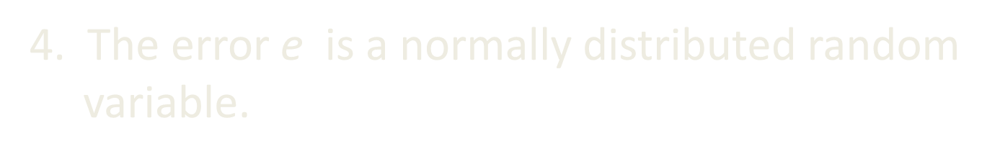 4. The error e is a normally distributed random
variable.